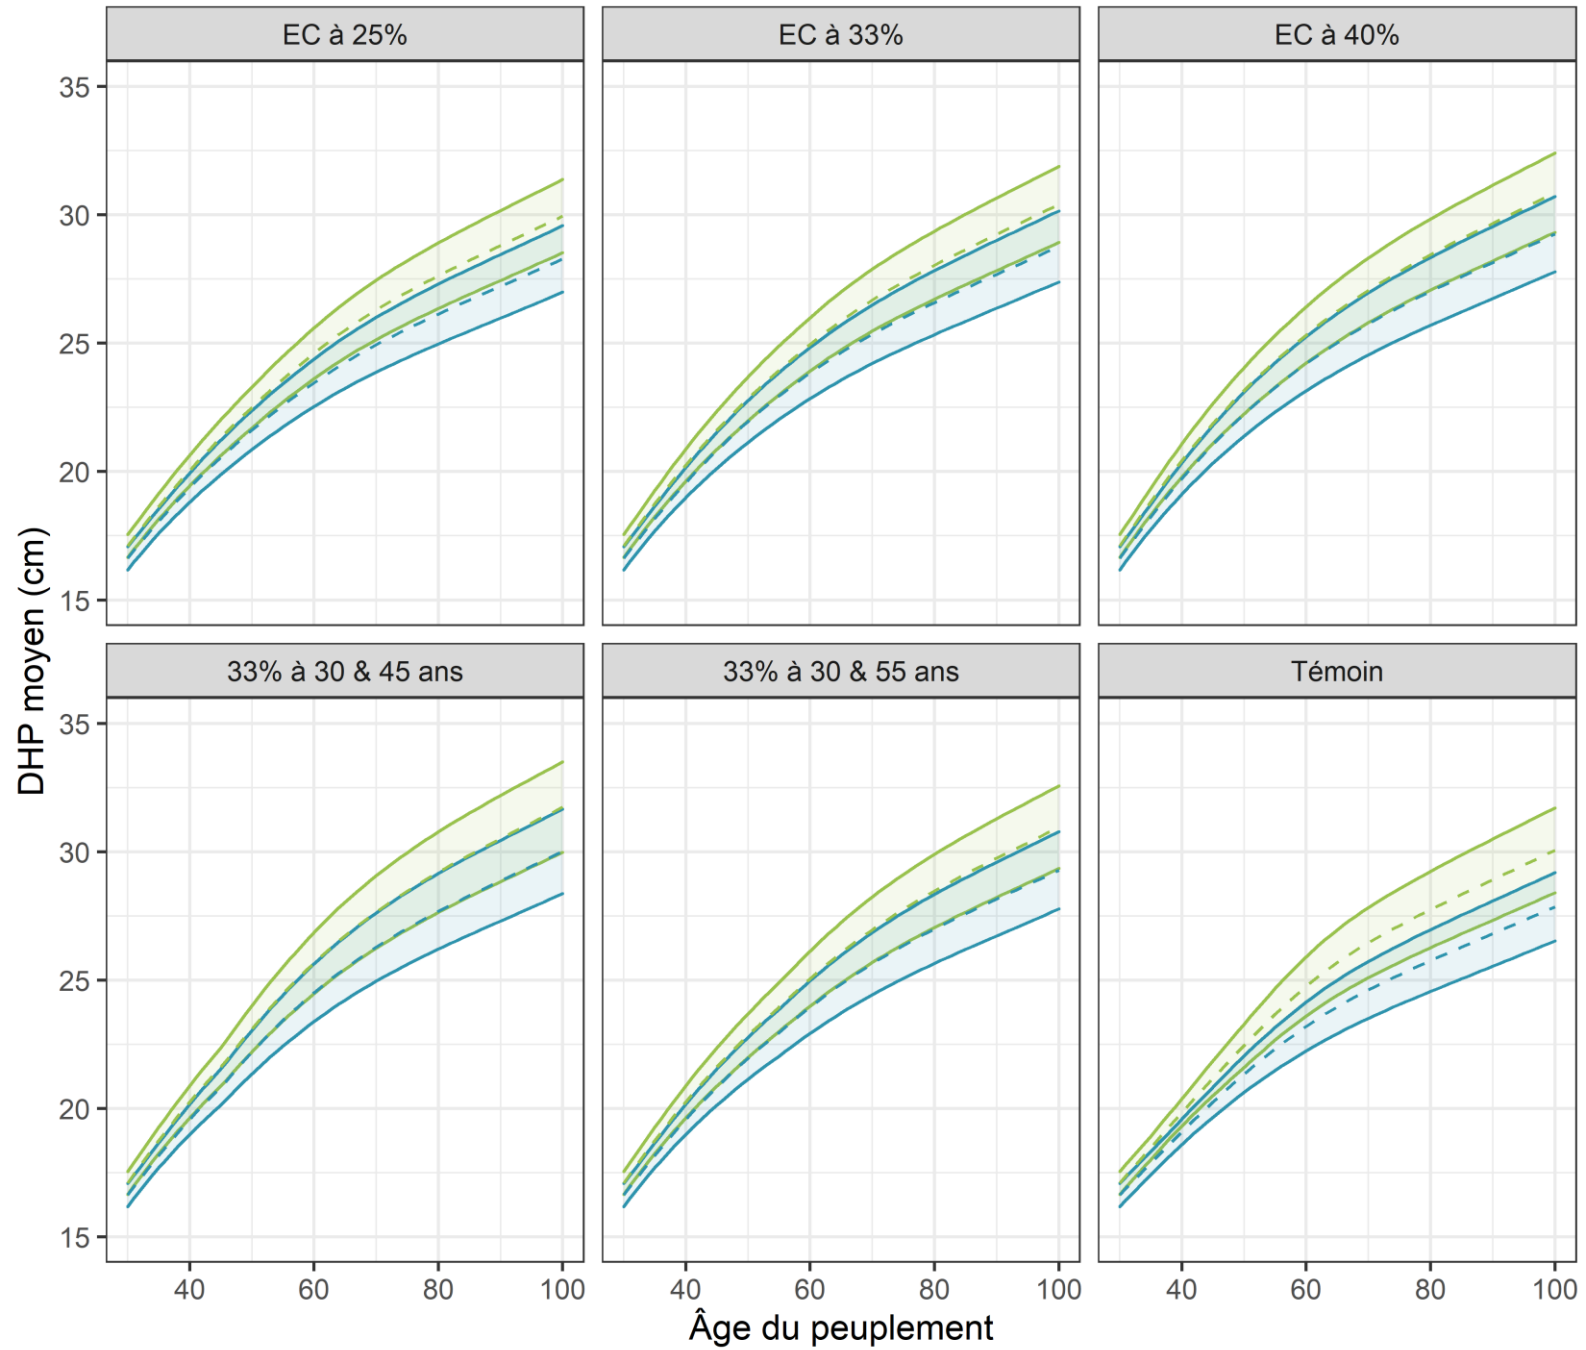 EC à 25%
EC à 33%
EC à 40%
35
30
25
20
15
33% à 30 & 45 ans
33% à 30 & 55 ans
Témoin
35
30
25
20
15
DHP moyen (cm)
40 60 80 100
40 60 80 100
40 60 80 100
Âge du peuplement